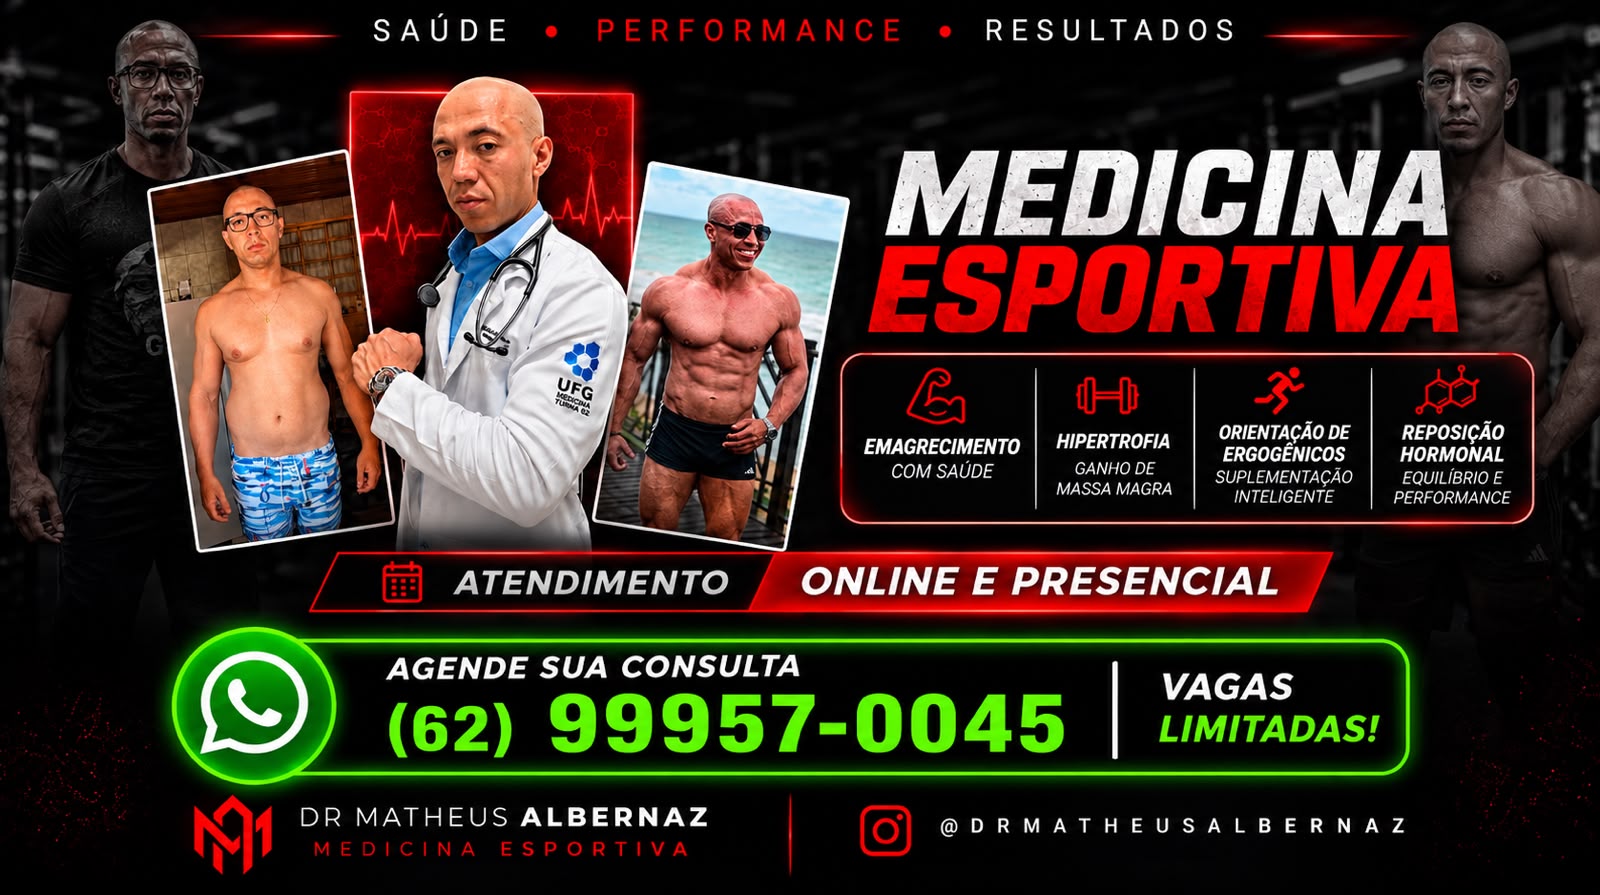 SAÚDE • PERFORMANCE • RESULTADOS
MEDICINA
ESPORTIVA
UFG
MEDICINA
TURMA 62
EMAGRECIMENTO
COM SAÚDE
HIPERTROFIA
GANHO DE
MASSA MAGRA
ORIENTAÇÃO DE
ERGOGÊNICOS
SUPLEMENTAÇÃO
INTELIGENTE
REPOSIÇÃO
HORMONAL
EQUILÍBRIO E
PERFORMANCE
ATENDIMENTO ONLINE E PRESENCIAL
AGENDE SUA CONSULTA
(62) 99957-0045
VAGAS
LIMITADAS!
DR MATHEUS ALBERNAZ
MEDICINA ESPORTIVA
@DRMATHEUSALBERNAZ